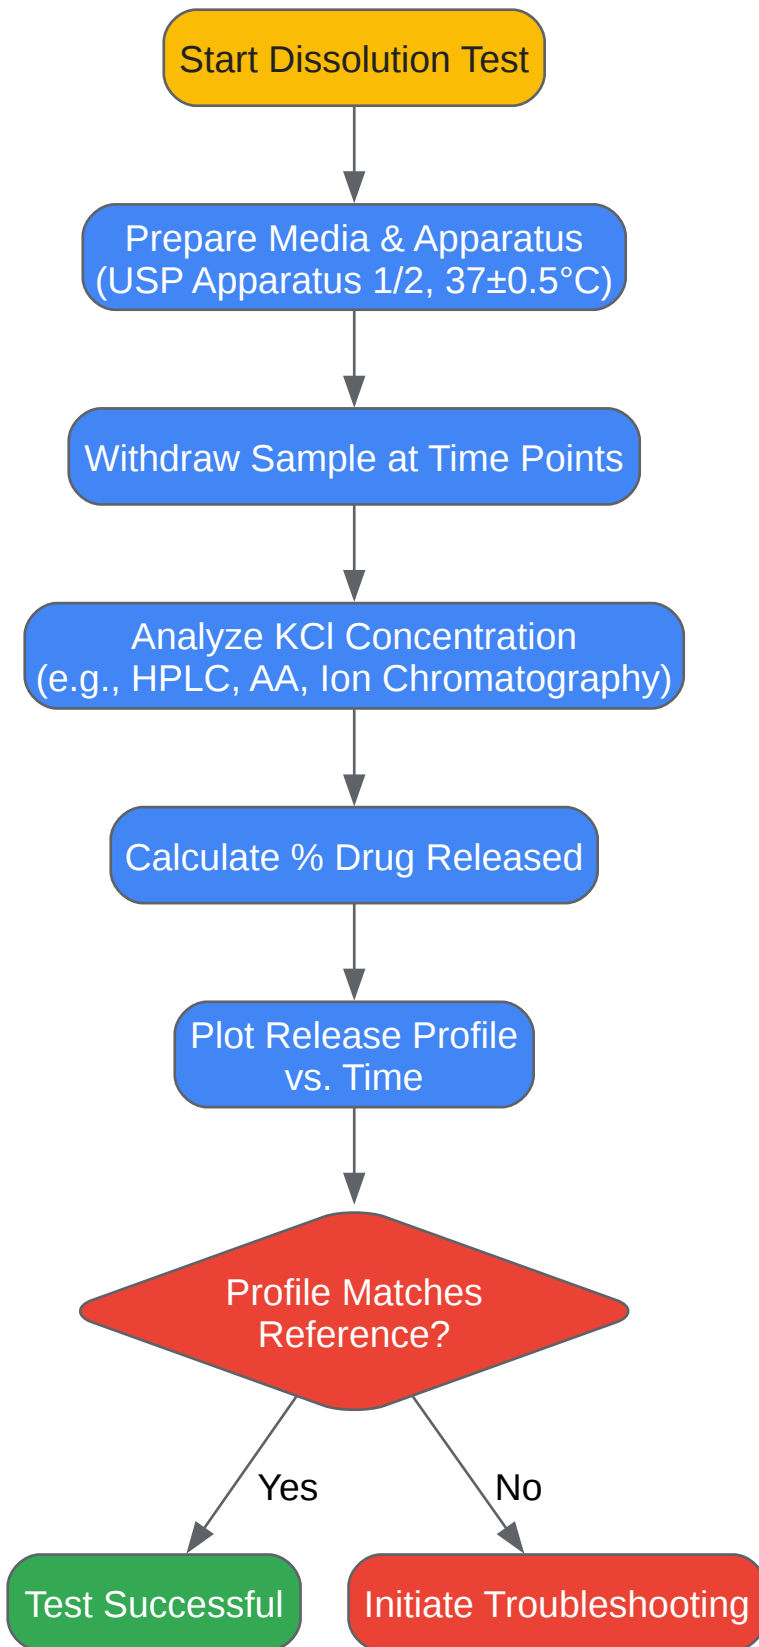 Start Dissolution Test
Prepare Media & Apparatus
(USP Apparatus 1/2, 37±0.5°C)
Withdraw Sample at Time Points
Analyze KCl Concentration
(e.g., HPLC, AA, Ion Chromatography)
Calculate % Drug Released
Plot Release Profile
vs. Time
Profile Matches
Reference?
Yes
No
Test Successful
Initiate Troubleshooting